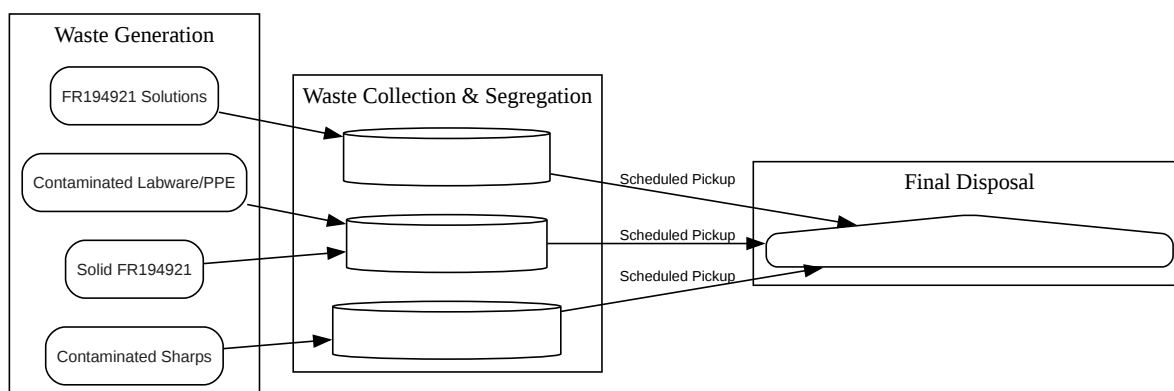 Waste Generation
FR194921 Solutions
Contaminated Labware/PPE
Solid FR194921
Contaminated Sharps
Waste Collection & Segregation
Scheduled Pickup
Scheduled Pickup
Scheduled Pickup
Final Disposal